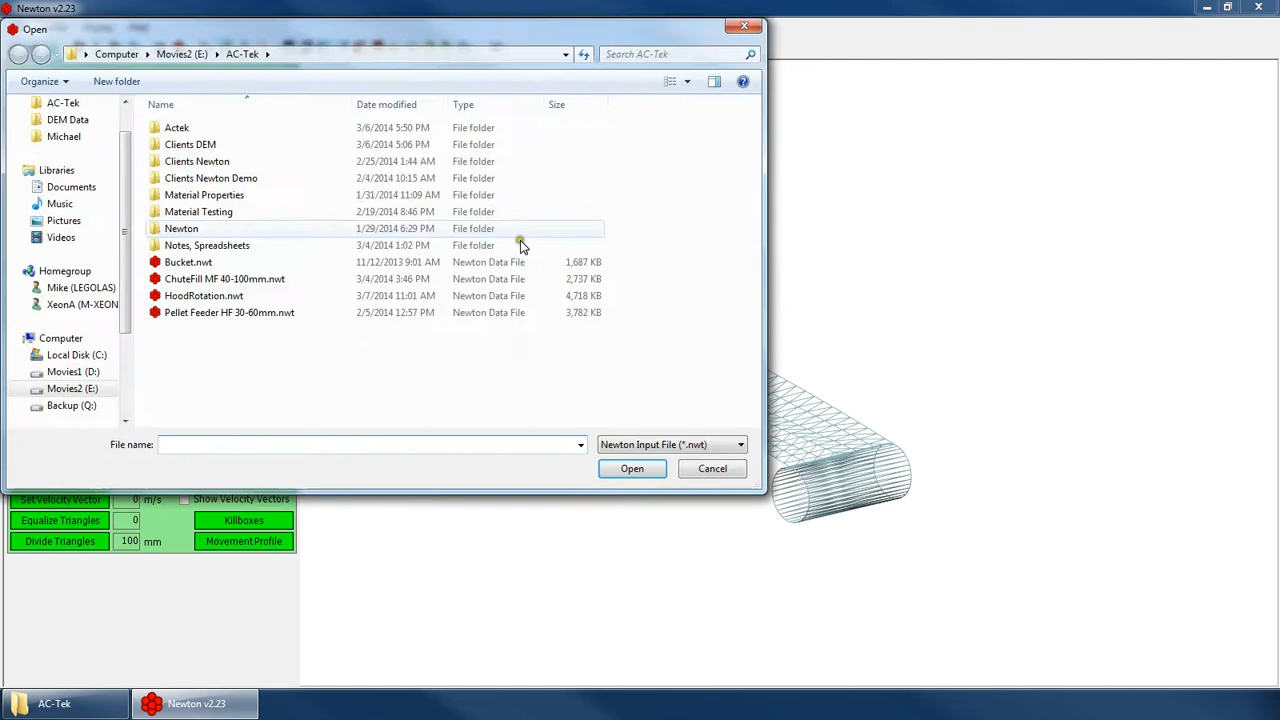 Newton v2.23
Open
Computer Movies2 (E:) AC-Tek
Search AC-Tek
Organize New folder
Name Date modified Type Size
AC-Tek
DEM Data
Michael
Libraries
Documents
Music
Pictures
Videos
Homegroup
Mike (LEGOLAS)
XeonA (M-XEON
Computer
Local Disk (C:)
Movies1 (D:)
Movies2 (E:)
Backup (Q:)
Actek 3/6/2014 5:50 PM File folder
Clients DEM 3/6/2014 5:06 PM File folder
Clients Newton 2/25/2014 1:44 AM File folder
Clients Newton Demo 2/4/2014 10:15 AM File folder
Material Properties 1/31/2014 11:09 AM File folder
Material Testing 2/19/2014 8:46 PM File folder
Newton 1/29/2014 6:29 PM File folder
Notes, Spreadsheets 3/4/2014 1:02 PM File folder
Bucket.nwt 11/12/2013 9:01 AM Newton Data File 1,687 KB
ChuteFill MF 40-100mm.nwt 3/4/2014 3:46 PM Newton Data File 2,737 KB
HoodRotation.nwt 3/7/2014 11:01 AM Newton Data File 4,718 KB
Pellet Feeder HF 30-60mm.nwt 2/5/2014 12:57 PM Newton Data File 3,782 KB
File name: Newton Input File (*.nwt)
Open Cancel
Set Velocity Vector 0 m/s Show Velocity Vectors
Equalize Triangles 0 Killboxes
Divide Triangles 100 mm Movement Profile
AC-Tek Newton v2.23